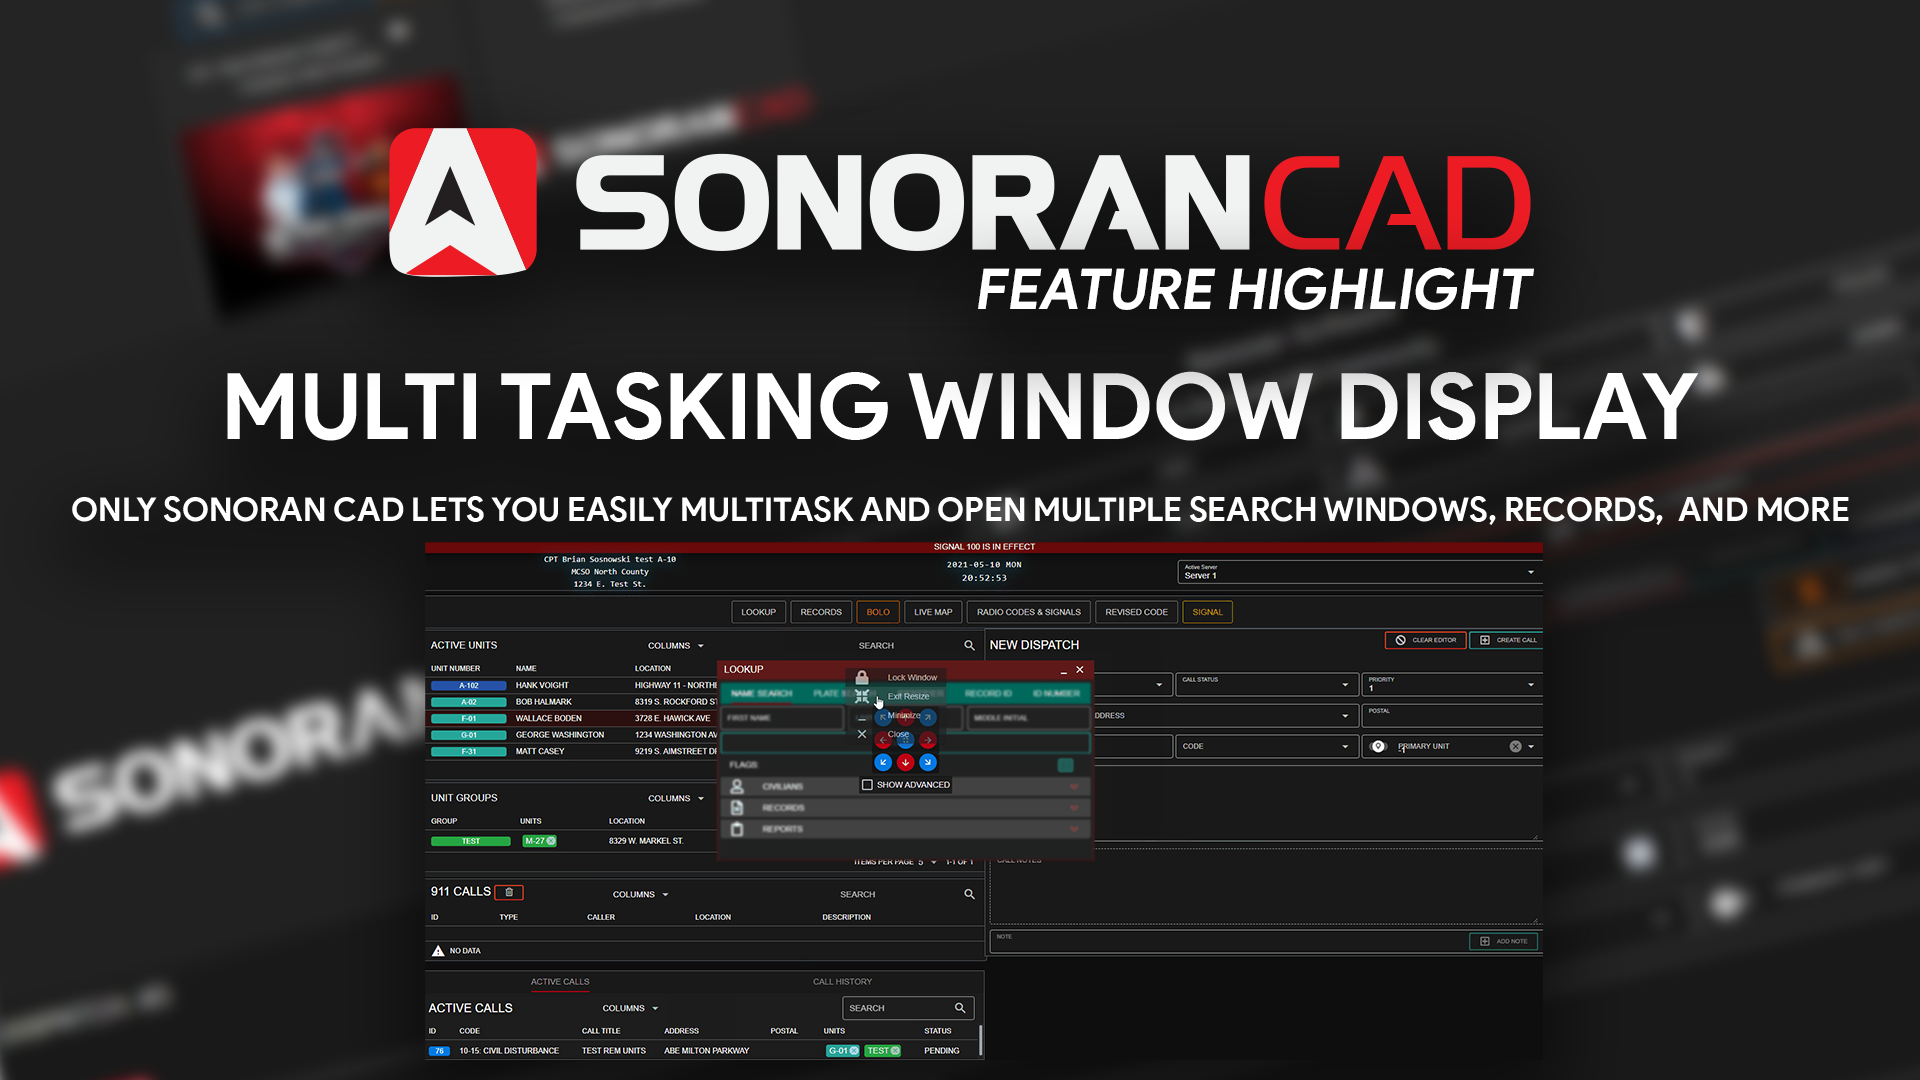 SONORANCAD
FEATURE HIGHLIGHT
MULTI TASKING WINDOW DISPLAY
ONLY SONORAN CAD LETS YOU EASILY MULTITASK AND OPEN MULTIPLE SEARCH WINDOWS, RECORDS, AND MORE
SIGNAL 100 IS IN EFFECT
CPT Brian Sosnowski test A-10
MCSO North County
1234 E. Test St.
2021-05-10 MON
20:52:53
Active Server
Server 1
LOOKUP RECORDS BOLO LIVE MAP RADIO CODES & SIGNALS REVISED CODE SIGNAL
ACTIVE UNITS COLUMNS SEARCH
UNIT NUMBER NAME LOCATION
A-102 HANK VOIGHT HIGHWAY 11 - NORTHE
A-02 BOB HALMARK 8319 S. ROCKFORD ST
F-01 WALLACE BODEN 3728 E. HAWICK AVE
G-01 GEORGE WASHINGTON 1234 WASHINGTON AV
F-31 MATT CASEY 9219 S. AIMSTREET DR
UNIT GROUPS COLUMNS
GROUP UNITS LOCATION
TEST M-27 8329 W. MARKEL ST.
ITEMS PER PAGE 5 1-1 OF 1
911 CALLS COLUMNS SEARCH
ID TYPE CALLER LOCATION DESCRIPTION
NO DATA
ACTIVE CALLS CALL HISTORY
ACTIVE CALLS COLUMNS SEARCH
ID CODE CALL TITLE ADDRESS POSTAL UNITS STATUS
76 10-15: CIVIL DISTURBANCE TEST REM UNITS ABE MILTON PARKWAY G-01 TEST PENDING
LOOKUP
NAME SEARCH PLATE RECORD ID ID NUMBER
FIRST NAME MIDDLE INITIAL
FLAGS
CIVILIANS
RECORDS
REPORTS
Lock Window
Exit Resize
Minimize
Close
SHOW ADVANCED
NEW DISPATCH CLEAR EDITOR CREATE CALL
CALL STATUS PRIORITY
1
DDRESS POSTAL
CODE PRIMARY UNIT
CALL NOTES
NOTE ADD NOTE